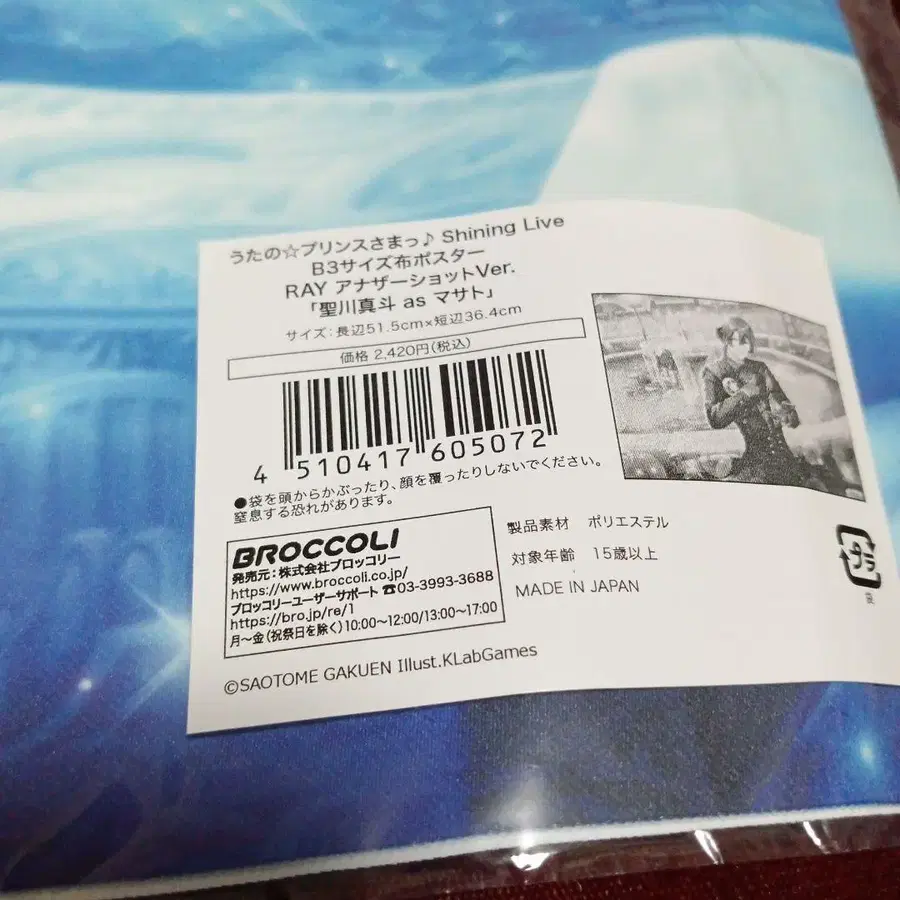 うたの☆プリンスさまっ♪ Shining Live
B3サイズ布ポスター
RAY アナザーショットVer.
「聖川真斗 as マサト」
サイズ:長辺51.5cm×短辺36.4cm
価格 2,420円(税込)
4 510417 605072
●袋を頭からかぶったり、顔を覆ったりしないでください。
窒息する恐れがあります。
BROCCOLI
発売元:株式会社ブロッコリー
https://www.broccoli.co.jp/
ブロッコリーユーザーサポート ☎03-3993-3688
https://bro.jp/re/1
月〜金(祝祭日を除く)10:00〜12:00/13:00〜17:00
製品素材 ポリエステル
対象年齢 15歳以上
MADE IN JAPAN
プラ
袋
©SAOTOME GAKUEN Illust.KLabGames